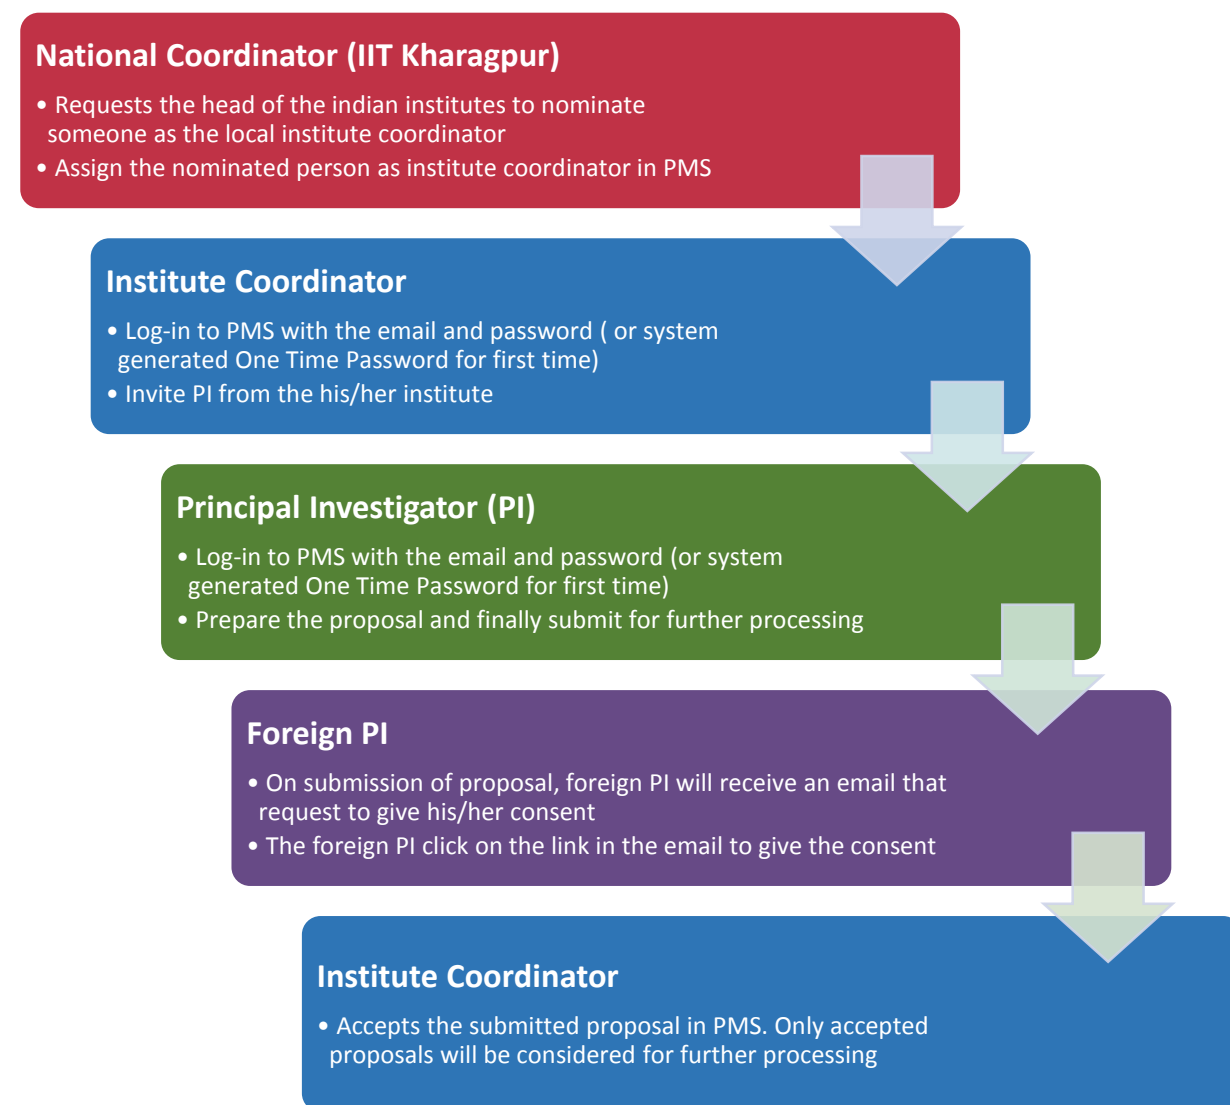 National Coordinator (IIT Kharagpur)
• Requests the head of the indian institutes to nominate
someone as the local institute coordinator
• Assign the nominated person as institute coordinator in PMS
Institute Coordinator
• Log-in to PMS with the email and password ( or system
generated One Time Password for first time)
• Invite PI from the his/her institute
Principal Investigator (PI)
• Log-in to PMS with the email and password (or system
generated One Time Password for first time)
• Prepare the proposal and finally submit for further processing
Foreign PI
• On submission of proposal, foreign PI will receive an email that
request to give his/her consent
• The foreign PI click on the link in the email to give the consent
Institute Coordinator
• Accepts the submitted proposal in PMS. Only accepted
proposals will be considered for further processing